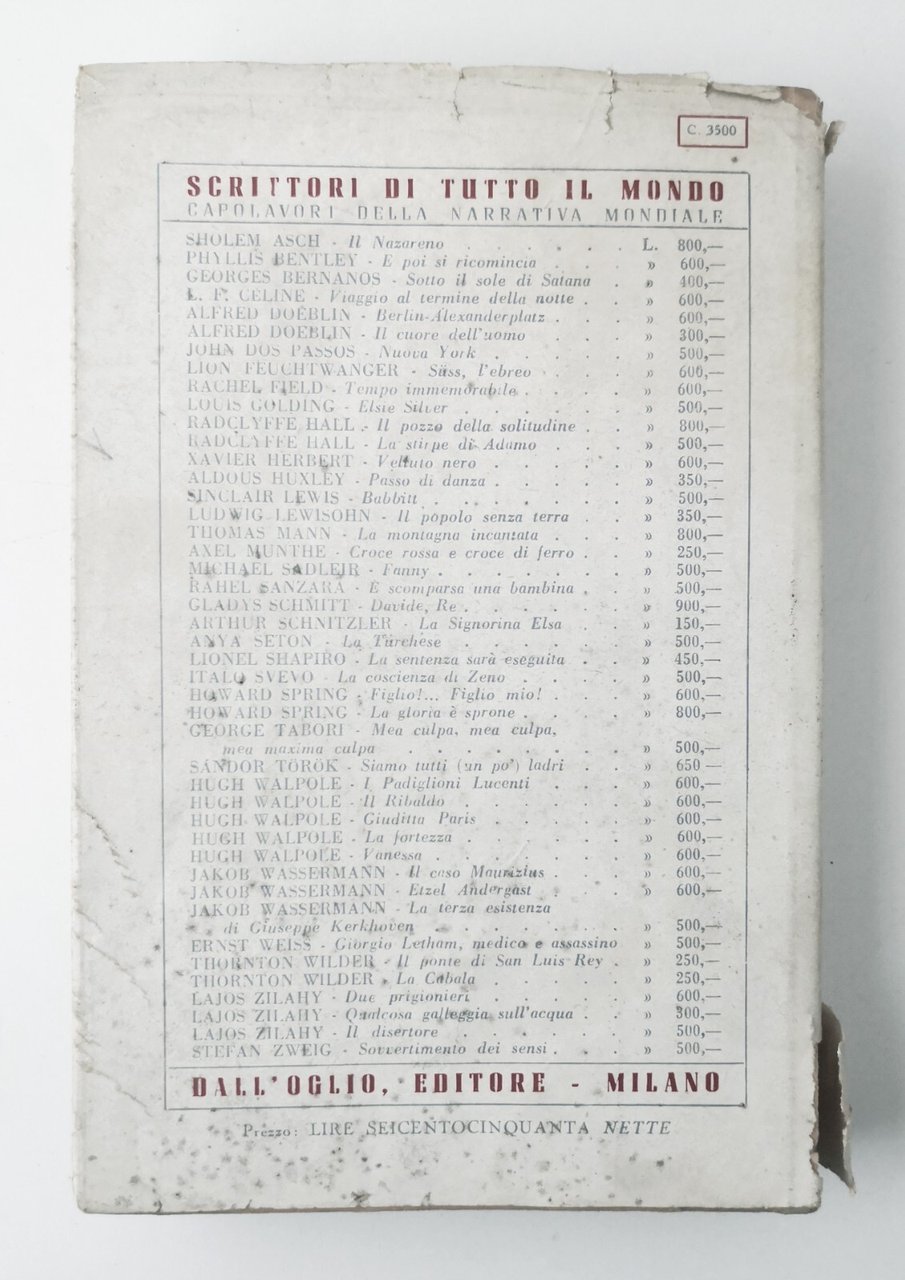 C. 3500
SCRITTORI DI TUTTO IL MONDO
CAPOLAVORI DELLA NARRATIVA MONDIALE
SHOLEM ASCH - Il Nazareno . . . . . . L. 800,—
PHYLLIS BENTLEY - E poi si ricomincia . . . » 600,—
GEORGES BERNANOS - Sotto il sole di Satana . » 400,—
L. F. CELINE - Viaggio al termine della notte . . » 600,—
ALFRED DOEBLIN - Berlin-Alexanderplatz . . . » 600,—
ALFRED DOEBLIN - Il cuore dell'uomo . . . » 300,—
JOHN DOS PASSOS - Nuova York . . . . . » 500,—
LION FEUCHTWANGER - Süss, l'ebreo . . . » 600,—
RACHEL FIELD - Tempo immemorabile . . . . » 600,—
LOUIS GOLDING - Elsie Silver . . . . . . » 500,—
RADCLYFFE HALL - Il pozzo della solitudine . . » 800,—
RADCLYFFE HALL - La stirpe di Adamo . . . » 500,—
XAVIER HERBERT - Velluto nero . . . . . » 600,—
ALDOUS HUXLEY - Passo di danza . . . . . » 350,—
SINCLAIR LEWIS - Babbitt . . . . . . . » 500,—
LUDWIG LEWISOHN - Il popolo senza terra . . » 350,—
THOMAS MANN - La montagna incantata . . . » 800,—
AXEL MUNTHE - Croce rossa e croce di ferro . . » 250,—
MICHAEL SADLEIR - Fanny . . . . . . . » 500,—
RAHEL SANZARA - È scomparsa una bambina . . » 500,—
GLADYS SCHMITT - Davide, Re . . . . . . » 900,—
ARTHUR SCHNITZLER - La Signorina Elsa . . » 150,—
ANYA SETON - La Turchese . . . . . . » 500,—
LIONEL SHAPIRO - La sentenza sarà eseguita . . » 450,—
ITALO SVEVO - La coscienza di Zeno . . . . » 500,—
HOWARD SPRING - Figlio!... Figlio mio! . . . » 600,—
HOWARD SPRING - La gloria è sprone . . . . » 800,—
GEORGE TABORI - Mea culpa, mea culpa,
mea maxima culpa . . . . . . . » 500,—
SÁNDOR TÖRÖK - Siamo tutti (un po') ladri . . » 650 —
HUGH WALPOLE - I Padiglioni Lucenti . . . » 600,—
HUGH WALPOLE - Il Ribaldo . . . . . . » 600,—
HUGH WALPOLE - Giuditta Paris . . . . . » 600,—
HUGH WALPOLE - La fortezza . . . . . . » 600,—
HUGH WALPOLE - Vanessa . . . . . . . » 600,—
JAKOB WASSERMANN - Il caso Maurizius . . . » 600,—
JAKOB WASSERMANN - Etzel Andergast . . . » 600,—
JAKOB WASSERMANN - La terza esistenza
di Giuseppe Kerkhoven . . . . . . » 500,—
ERNST WEISS - Giorgio Letham, medico e assassino » 500,—
THORNTON WILDER - Il ponte di San Luis Rey . . » 250,—
THORNTON WILDER - La Cabala . . . . . » 250,—
LAJOS ZILAHY - Due prigionieri . . . . . » 600,—
LAJOS ZILAHY - Qualcosa galleggia sull'acqua . . » 300,—
LAJOS ZILAHY - Il disertore . . . . . . » 500,—
STEFAN ZWEIG - Sovvertimento dei sensi . . . » 500,—
DALL'OGLIO, EDITORE - MILANO
Prezzo: LIRE SEICENTOCINQUANTA NETTE